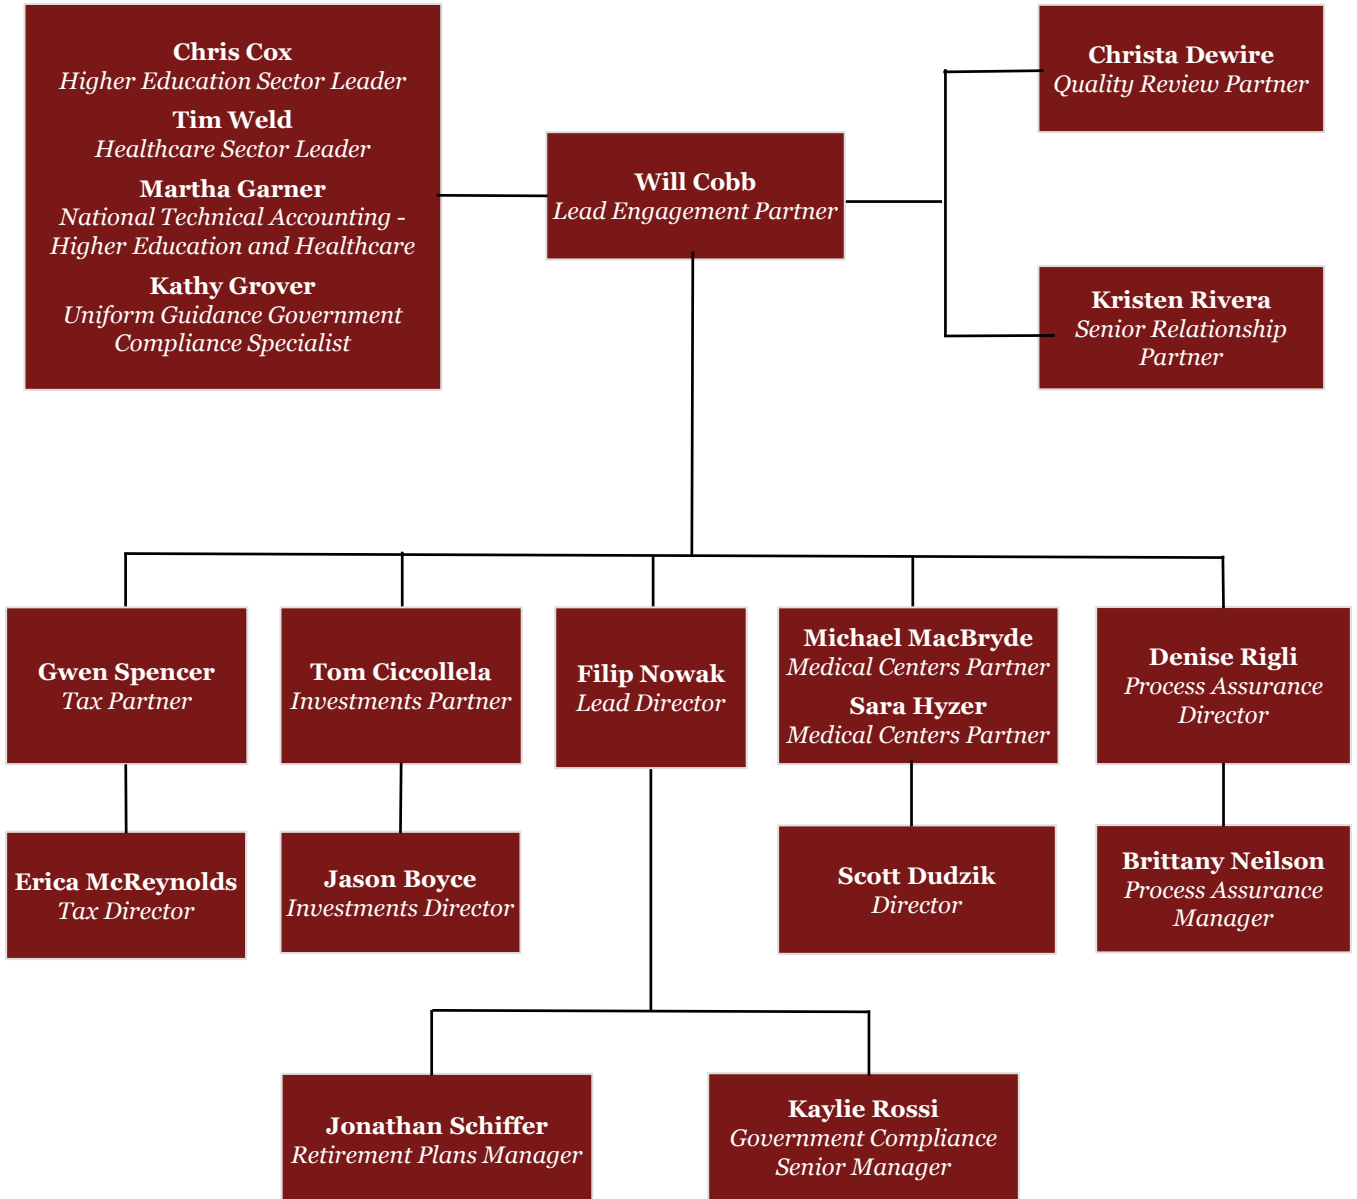 Chris Cox
Higher Education Sector Leader
Tim Weld
Healthcare Sector Leader
Martha Garner
National Technical Accounting -
Higher Education and Healthcare
Kathy Grover
Uniform Guidance Government
Compliance Specialist
Will Cobb
Lead Engagement Partner
Christa Dewire
Quality Review Partner
Kristen Rivera
Senior Relationship
Partner
Gwen Spencer
Tax Partner
Tom Ciccollela
Investments Partner
Filip Nowak
Lead Director
Michael MacBryde
Medical Centers Partner
Sara Hyzer
Medical Centers Partner
Denise Rigli
Process Assurance
Director
Erica McReynolds
Tax Director
Jason Boyce
Investments Director
Scott Dudzik
Director
Brittany Neilson
Process Assurance
Manager
Jonathan Schiffer
Retirement Plans Manager
Kaylie Rossi
Government Compliance
Senior Manager